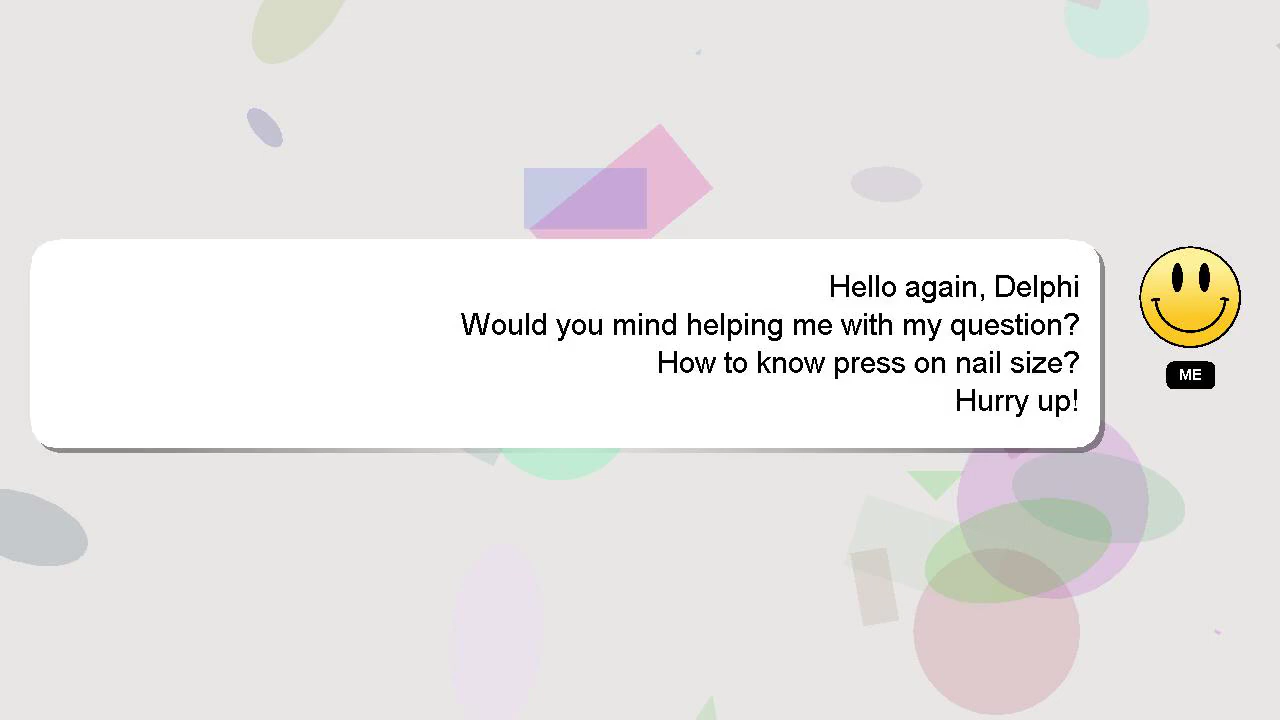 Hello again, Delphi
Would you mind helping me with my question?
How to know press on nail size?
Hurry up!
ME